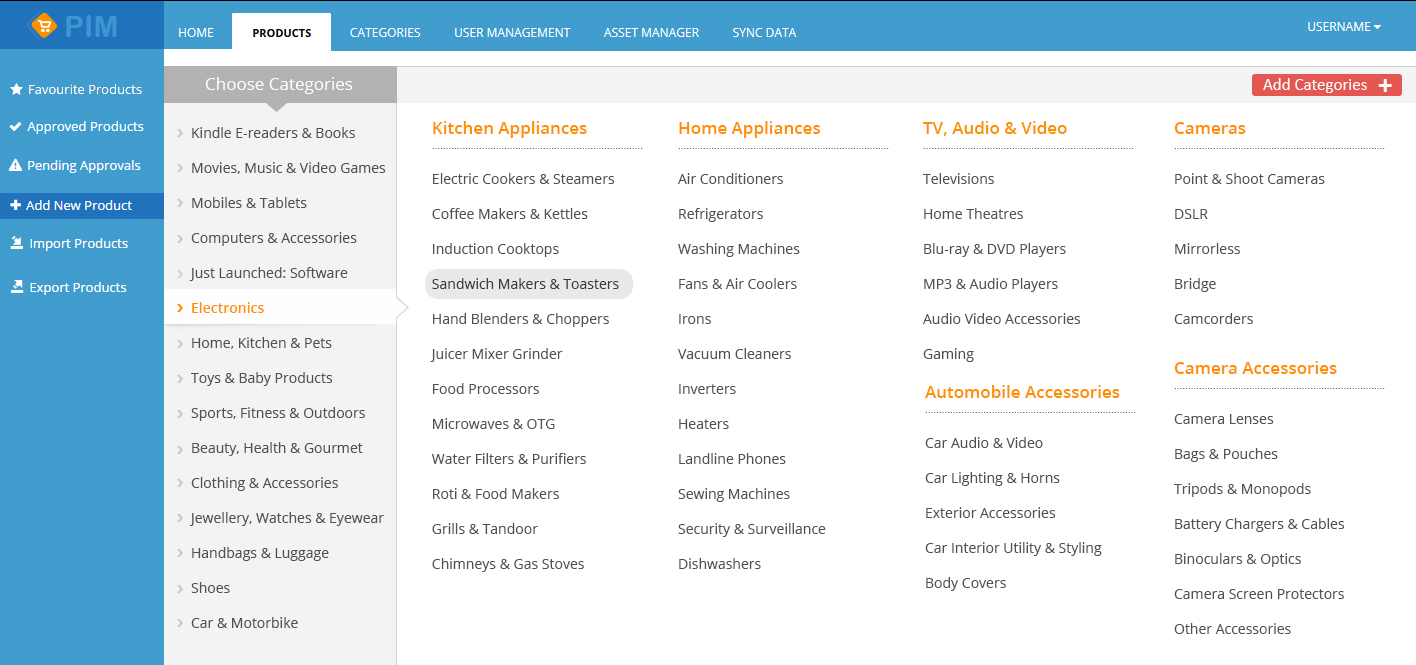 PIM
HOME
PRODUCTS
CATEGORIES
USER MANAGEMENT
ASSET MANAGER
SYNC DATA
USERNAME
Favourite Products
Approved Products
Pending Approvals
Add New Product
Import Products
Export Products
Choose Categories
Add Categories
Kindle E-readers & Books
Movies, Music & Video Games
Mobiles & Tablets
Computers & Accessories
Just Launched: Software
Electronics
Home, Kitchen & Pets
Toys & Baby Products
Sports, Fitness & Outdoors
Beauty, Health & Gourmet
Clothing & Accessories
Jewellery, Watches & Eyewear
Handbags & Luggage
Shoes
Car & Motorbike
Kitchen Appliances
Electric Cookers & Steamers
Coffee Makers & Kettles
Induction Cooktops
Sandwich Makers & Toasters
Hand Blenders & Choppers
Juicer Mixer Grinder
Food Processors
Microwaves & OTG
Water Filters & Purifiers
Roti & Food Makers
Grills & Tandoor
Chimneys & Gas Stoves
Home Appliances
Air Conditioners
Refrigerators
Washing Machines
Fans & Air Coolers
Irons
Vacuum Cleaners
Inverters
Heaters
Landline Phones
Sewing Machines
Security & Surveillance
Dishwashers
TV, Audio & Video
Televisions
Home Theatres
Blu-ray & DVD Players
MP3 & Audio Players
Audio Video Accessories
Gaming
Automobile Accessories
Car Audio & Video
Car Lighting & Horns
Exterior Accessories
Car Interior Utility & Styling
Body Covers
Cameras
Point & Shoot Cameras
DSLR
Mirrorless
Bridge
Camcorders
Camera Accessories
Camera Lenses
Bags & Pouches
Tripods & Monopods
Battery Chargers & Cables
Binoculars & Optics
Camera Screen Protectors
Other Accessories